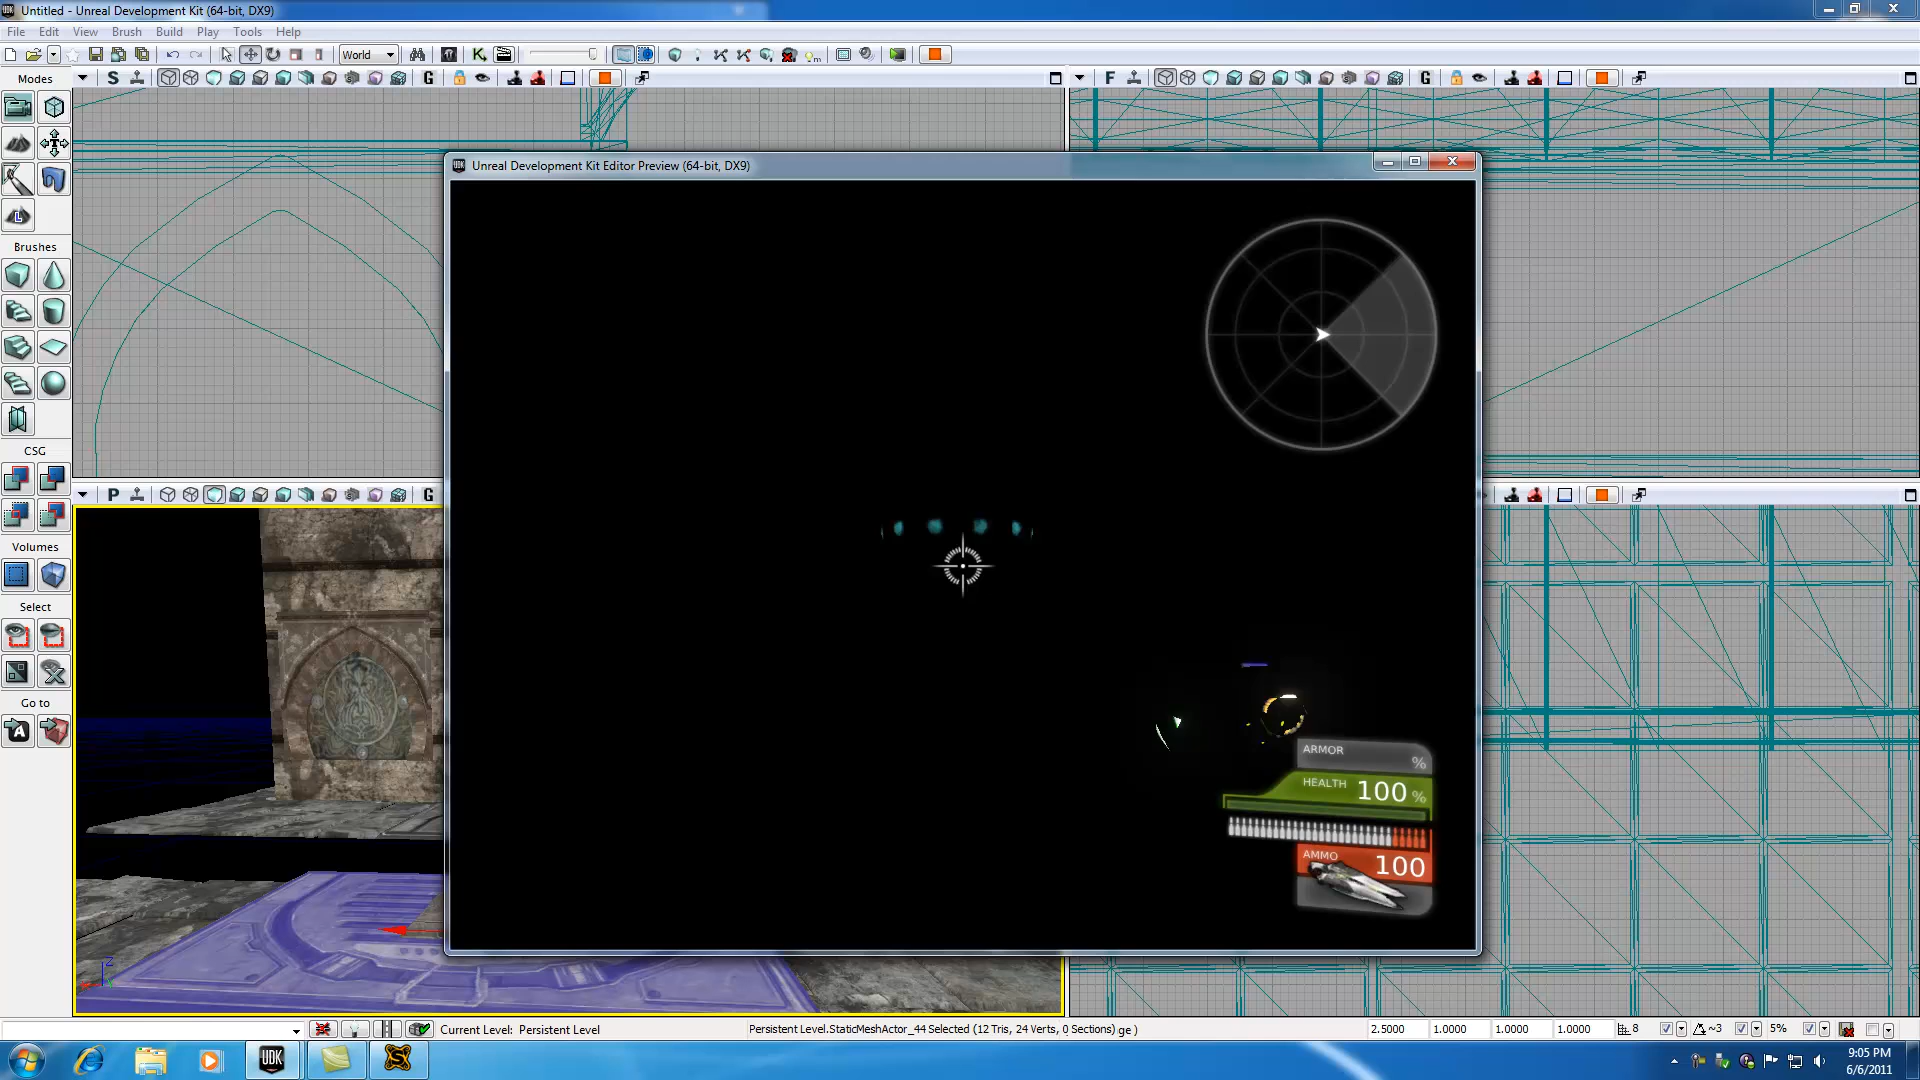 Untitled - Unreal Development Kit (64-bit, DX9)
File Edit View Brush Build Play Tools Help
World
Modes
S
G
F
G
Unreal Development Kit Editor Preview (64-bit, DX9)
Brushes
CSG
P
G
Volumes
Select
Go to
ARMOR
%
HEALTH 100 %
AMMO 100
Current Level: Persistent Level
Persistent Level.StaticMeshActor_44 Selected (12 Tris, 24 Verts, 0 Sections).ge )
2.5000 1.0000 1.0000 1.0000
8
~3
5%
UDK
9:05 PM
6/6/2011